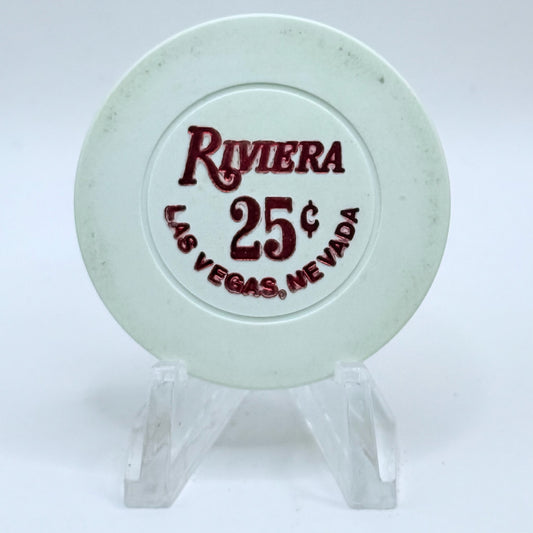 RIVIERA
25¢
LAS VEGAS, NEVADA